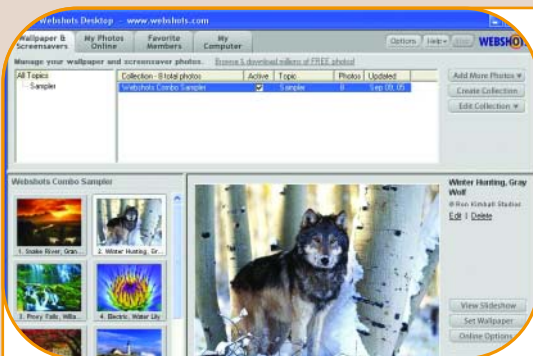 Webshots Desktop - www.webshots.com
Wallpaper & Screensavers
My Photos Online
Favorite Members
My Computer
Options Help
WEBSHOTS
Manage your wallpaper and screensaver photos. Browse & download millions of FREE photos!
All Topics
Sampler
Collection - 8 total photos Active Topic Photos Updated
Webshots Combo Sampler Sampler 8 Sep 09, 05
Add More Photos
Create Collection
Edit Collection
Webshots Combo Sampler
1. Snake River, Gran...
2. Winter Hunting, Gr...
3. Proxy Falls, Willa...
4. Electric, Water Lily
Winter Hunting, Gray
Wolf
© Ron Kimball Studios
Edit | Delete
View Slideshow
Set Wallpaper
Online Options